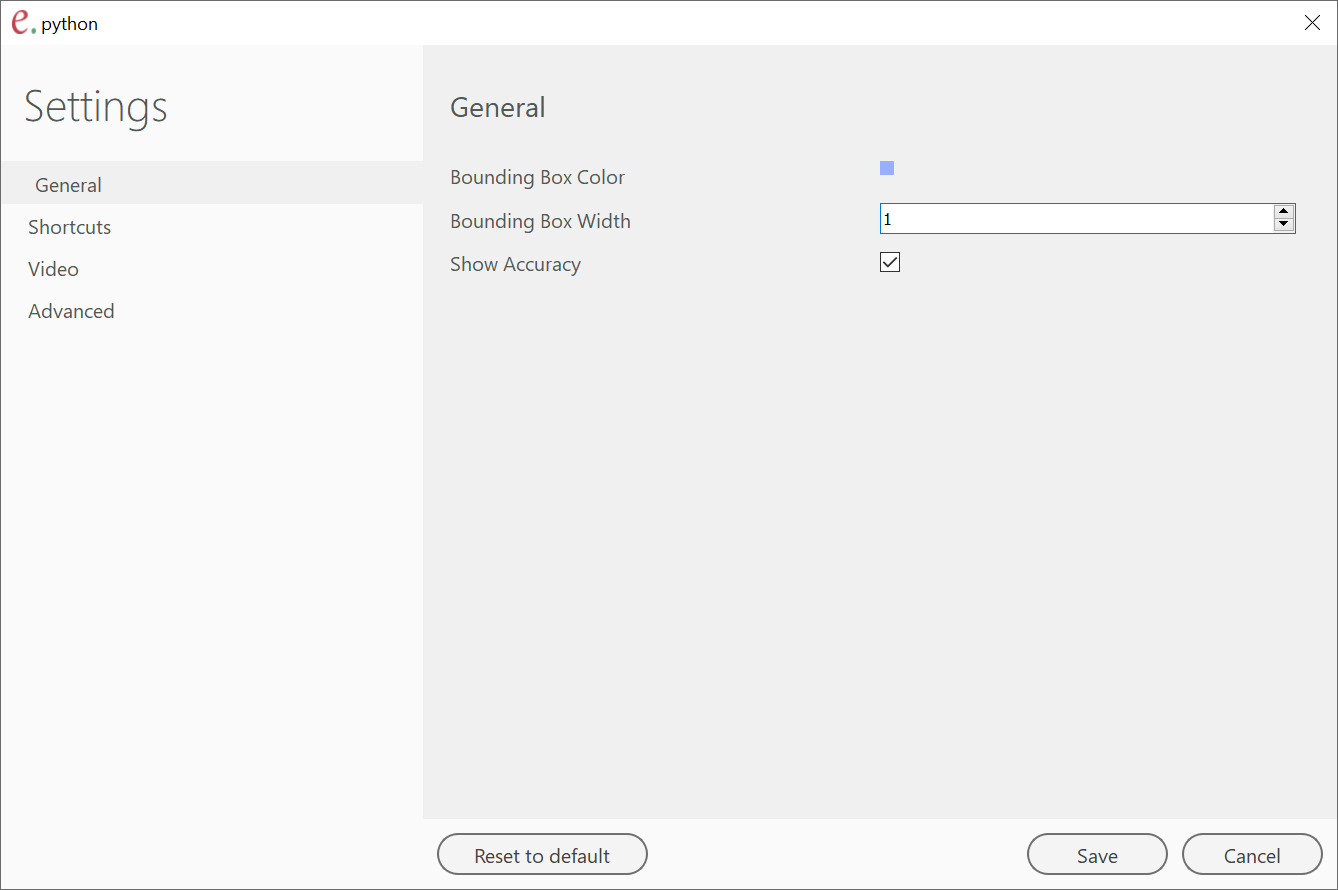 e. python
Settings
General
Shortcuts
Video
Advanced
General
Bounding Box Color
Bounding Box Width
1
Show Accuracy
Reset to default
Save
Cancel